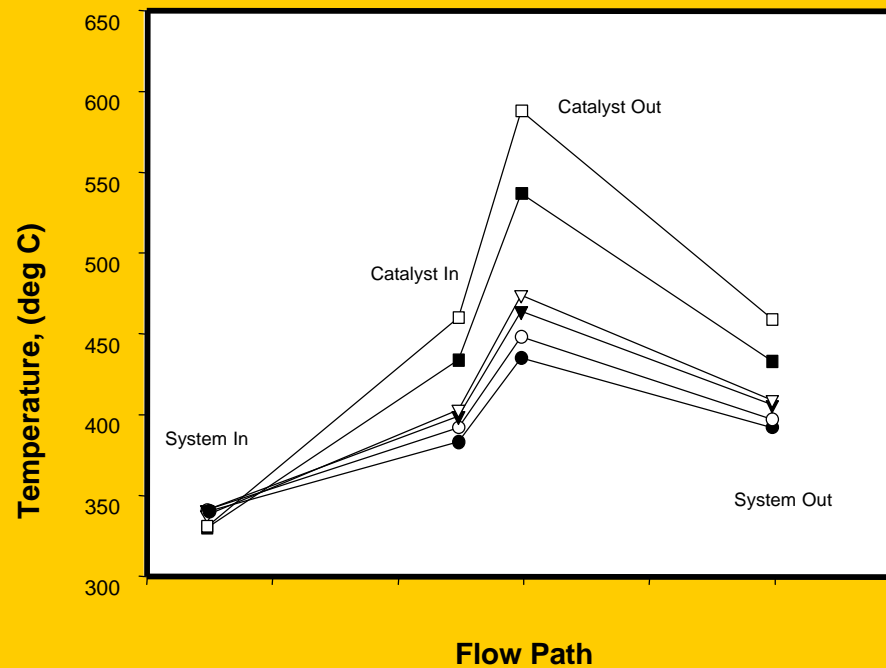 650
600
Catalyst Out
550
500
Catalyst In
450
400
System In
350
System Out
300
Temperature, (deg C)
Flow Path